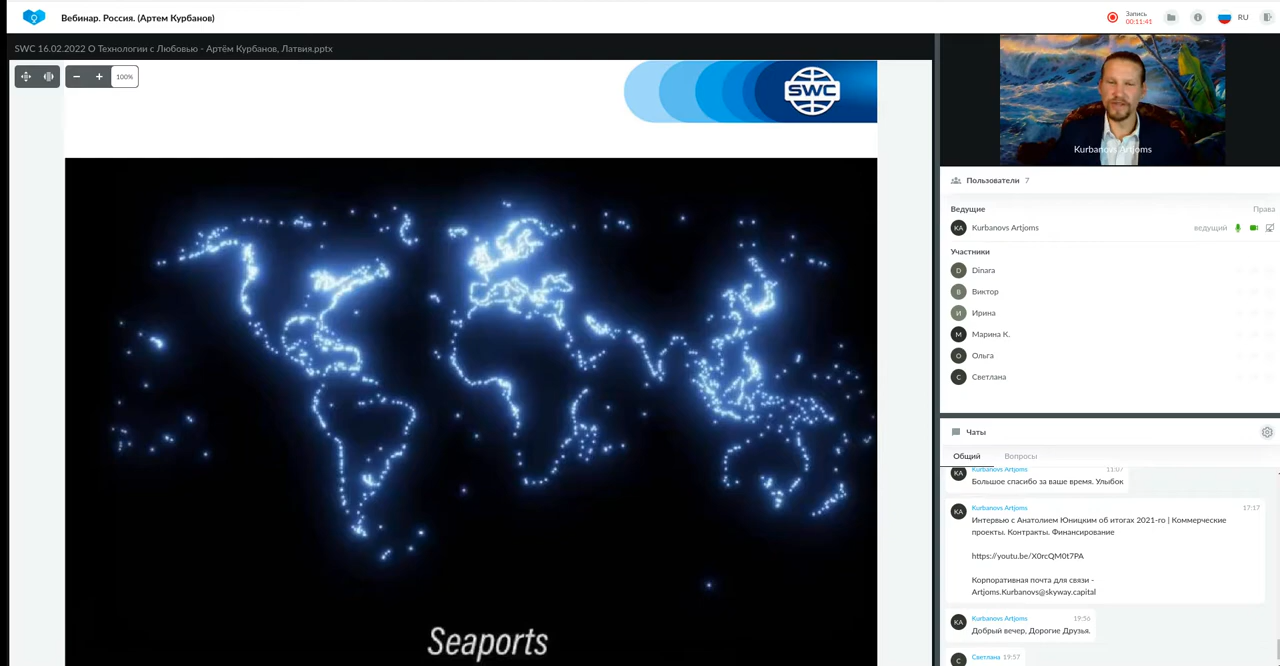 Вебинар. Россия. (Артем Курбанов)
Запись
00:11:41
RU
SWC 16.02.2022 О Технологии с Любовью - Артём Курбанов, Латвия.pptx
100%
SWC
Seaports
Kurbanovs Artjoms
Пользователи 7
Ведущие
Права
KA
Kurbanovs Artjoms
ведущий
Участники
D
Dinara
В
Виктор
И
Ирина
М
Марина К.
О
Ольга
С
Светлана
Чаты
Общий
Вопросы
KA
Kurbanovs Artjoms
11:07
Большое спасибо за ваше время. Улыбок
KA
Kurbanovs Artjoms
17:17
Интервью с Анатолием Юницким об итогах 2021-го | Коммерческие
проекты. Контракты. Финансирование
https://youtu.be/X0rcQM0t7PA
Корпоративная почта для связи -
Artjoms.Kurbanovs@skyway.capital
KA
Kurbanovs Artjoms
19:56
Добрый вечер, Дорогие Друзья.
С
Светлана 19:57